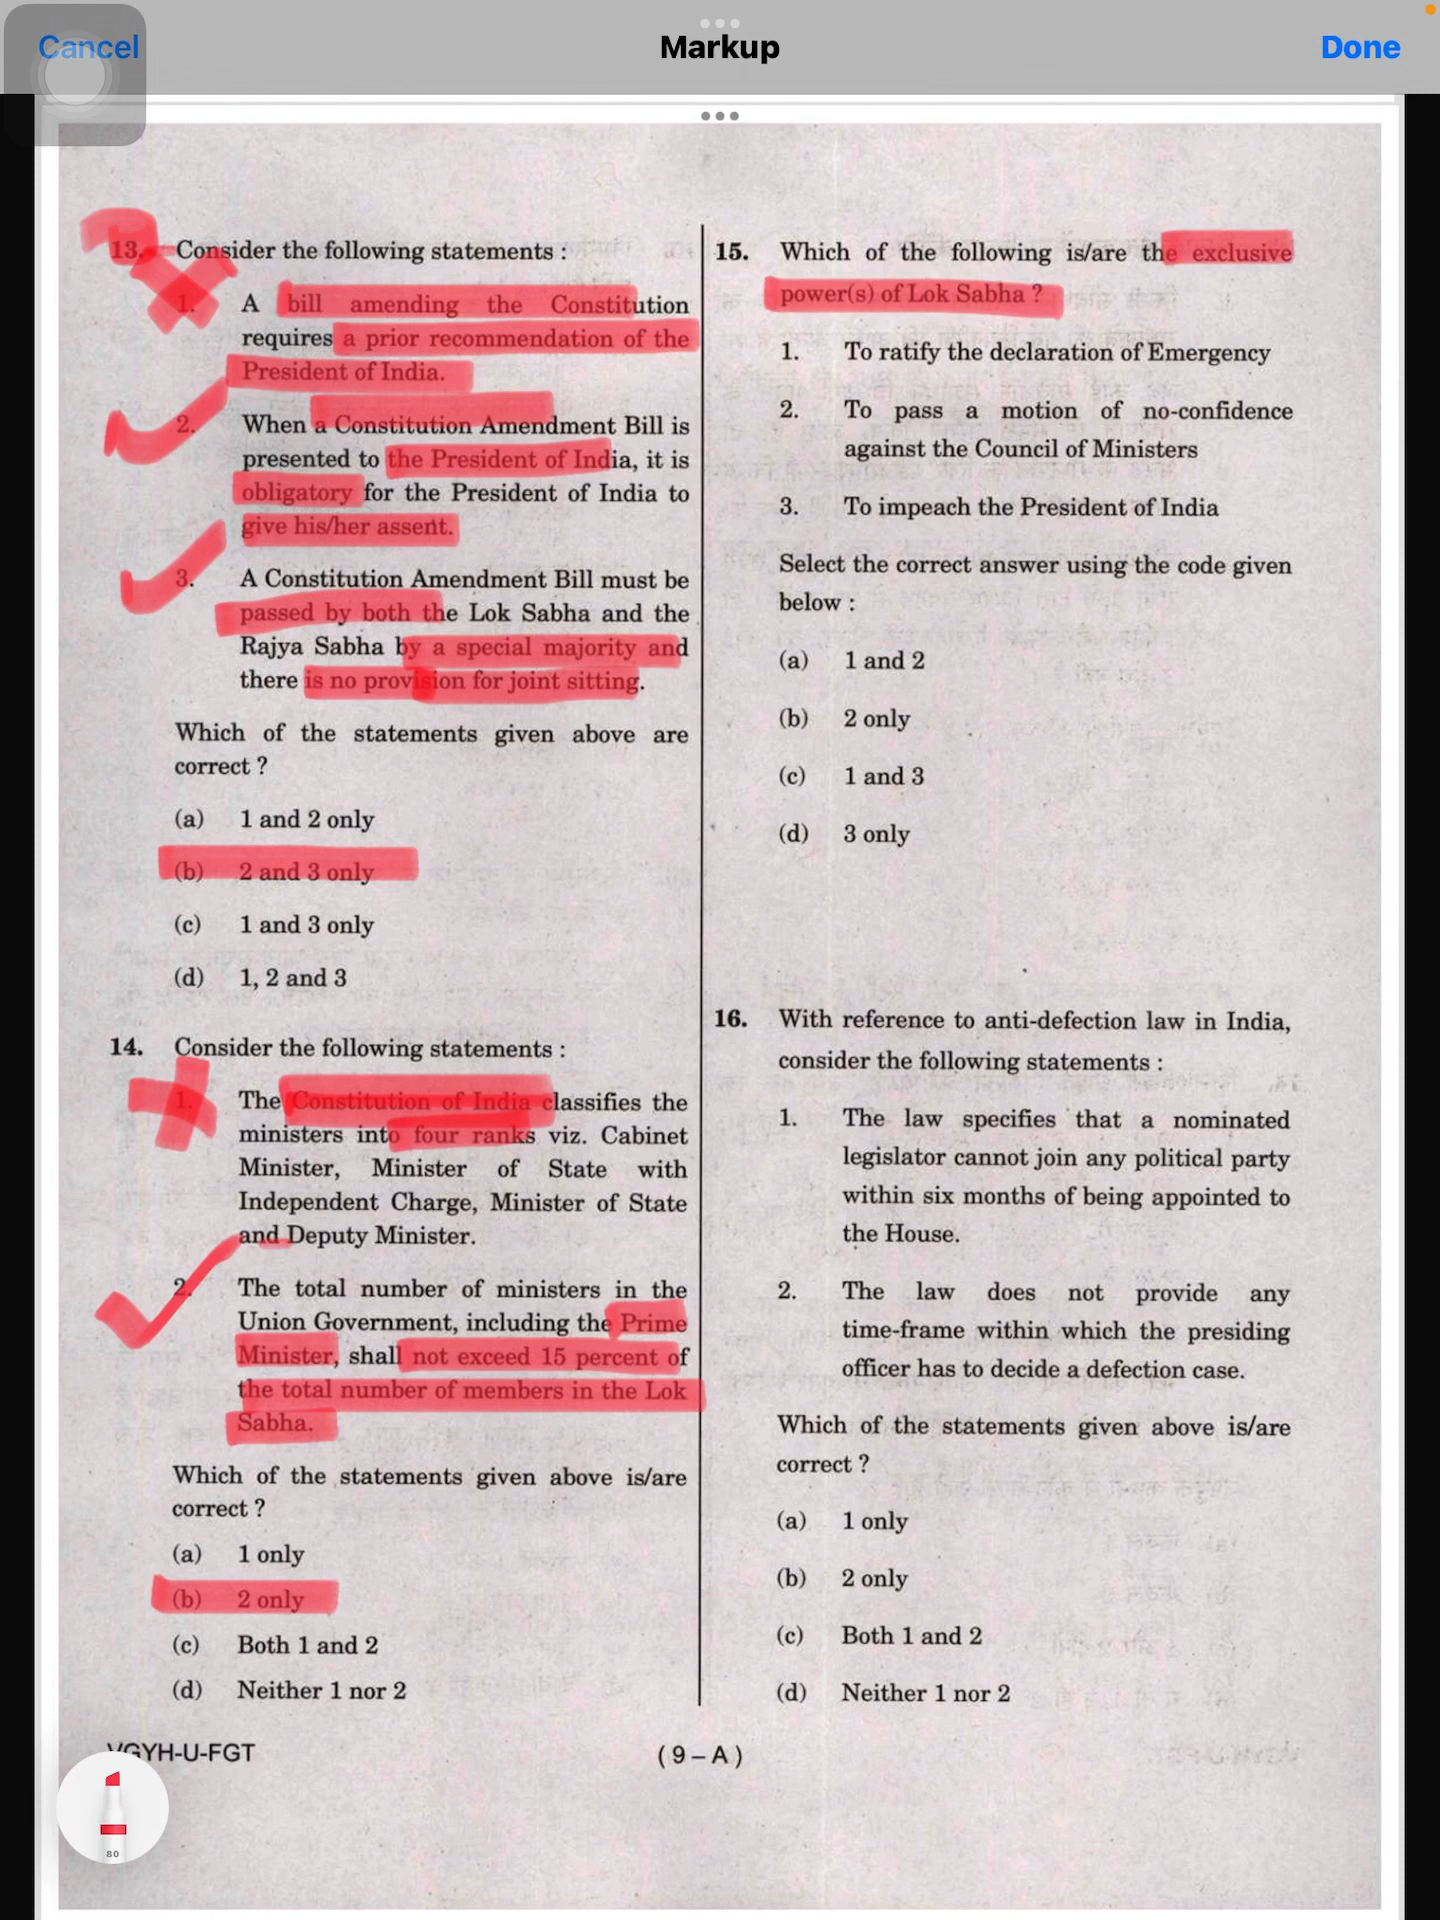 Cancel
Markup
Done
13. Consider the following statements :
1. A bill amending the Constitution
requires a prior recommendation of the
President of India.
2. When a Constitution Amendment Bill is
presented to the President of India, it is
obligatory for the President of India to
give his/her assent.
3. A Constitution Amendment Bill must be
passed by both the Lok Sabha and the
Rajya Sabha by a special majority and
there is no provision for joint sitting.
Which of the statements given above are
correct ?
(a) 1 and 2 only
(b) 2 and 3 only
(c) 1 and 3 only
(d) 1, 2 and 3
14. Consider the following statements :
1. The Constitution of India classifies the
ministers into four ranks viz. Cabinet
Minister, Minister of State with
Independent Charge, Minister of State
and Deputy Minister.
2. The total number of ministers in the
Union Government, including the Prime
Minister, shall not exceed 15 percent of
the total number of members in the Lok
Sabha.
Which of the statements given above is/are
correct ?
(a) 1 only
(b) 2 only
(c) Both 1 and 2
(d) Neither 1 nor 2
15. Which of the following is/are the exclusive
power(s) of Lok Sabha ?
1. To ratify the declaration of Emergency
2. To pass a motion of no-confidence
against the Council of Ministers
3. To impeach the President of India
Select the correct answer using the code given
below :
(a) 1 and 2
(b) 2 only
(c) 1 and 3
(d) 3 only
16. With reference to anti-defection law in India,
consider the following statements :
1. The law specifies that a nominated
legislator cannot join any political party
within six months of being appointed to
the House.
2. The law does not provide any
time-frame within which the presiding
officer has to decide a defection case.
Which of the statements given above is/are
correct ?
(a) 1 only
(b) 2 only
(c) Both 1 and 2
(d) Neither 1 nor 2
VGYH-U-FGT
( 9 – A )
80